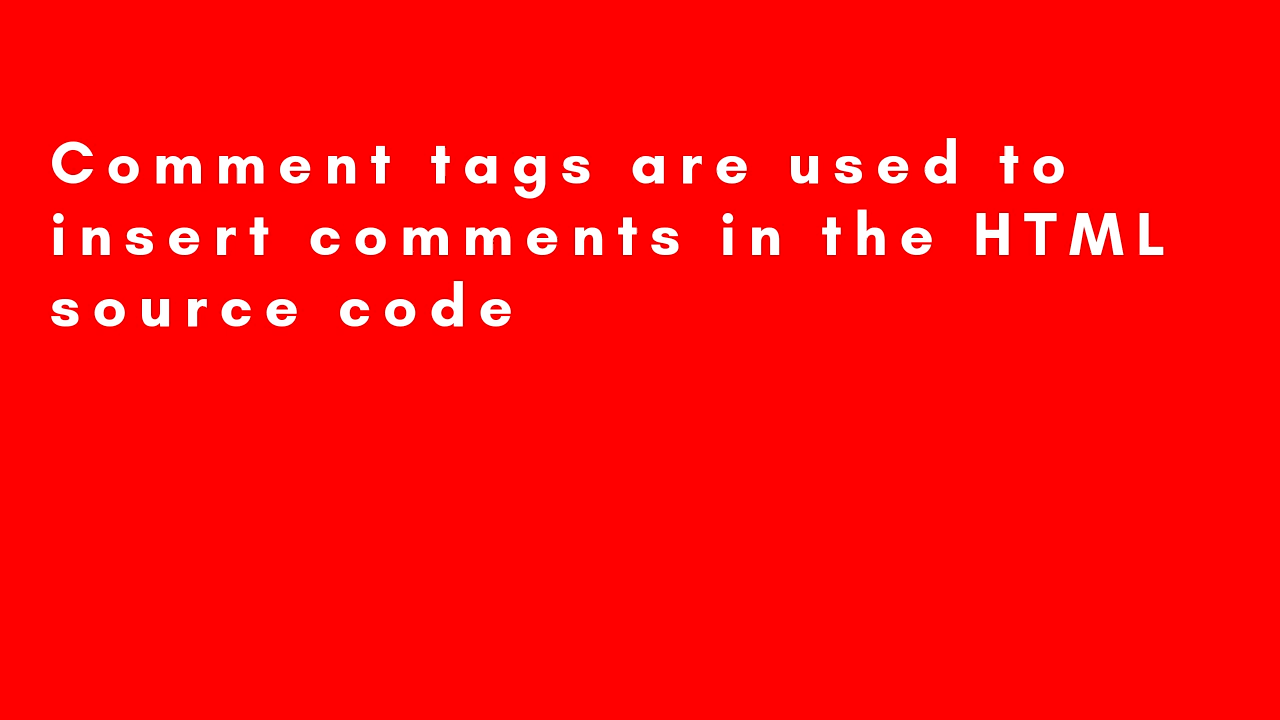 Comment tags are used to
insert comments in the HTML
source code